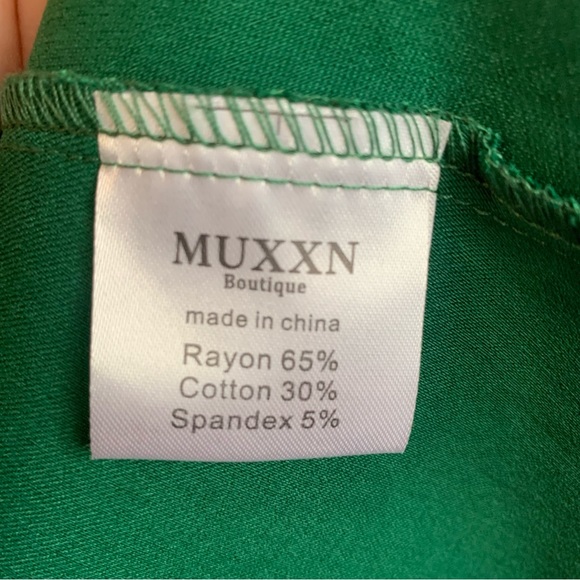 MUXXN
Boutique
made in china
Rayon 65%
Cotton 30%
Spandex 5%